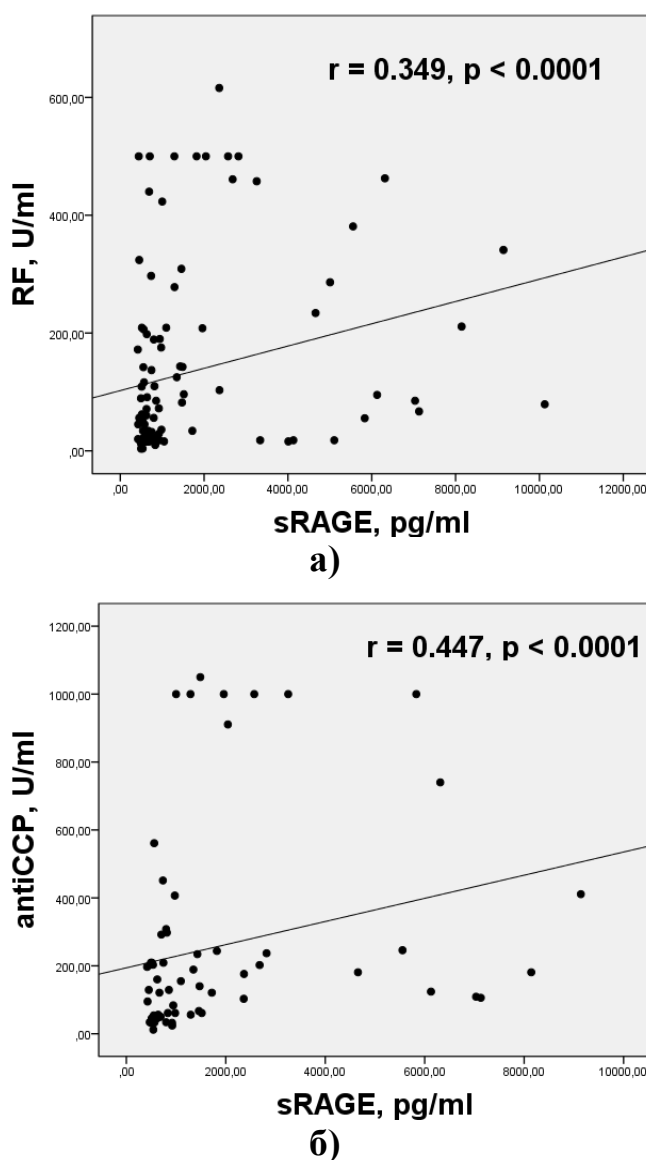 r = 0.349, p < 0.0001
600,00
400,00
200,00
,00
RF, U/ml
,00 2000,00 4000,00 6000,00 8000,00 10000,00 12000,00
sRAGE, pg/ml
а)
r = 0.447, p < 0.0001
1200,00
1000,00
800,00
600,00
400,00
200,00
,00
antiCCP, U/ml
,00 2000,00 4000,00 6000,00 8000,00 10000,00
sRAGE, pg/ml
б)